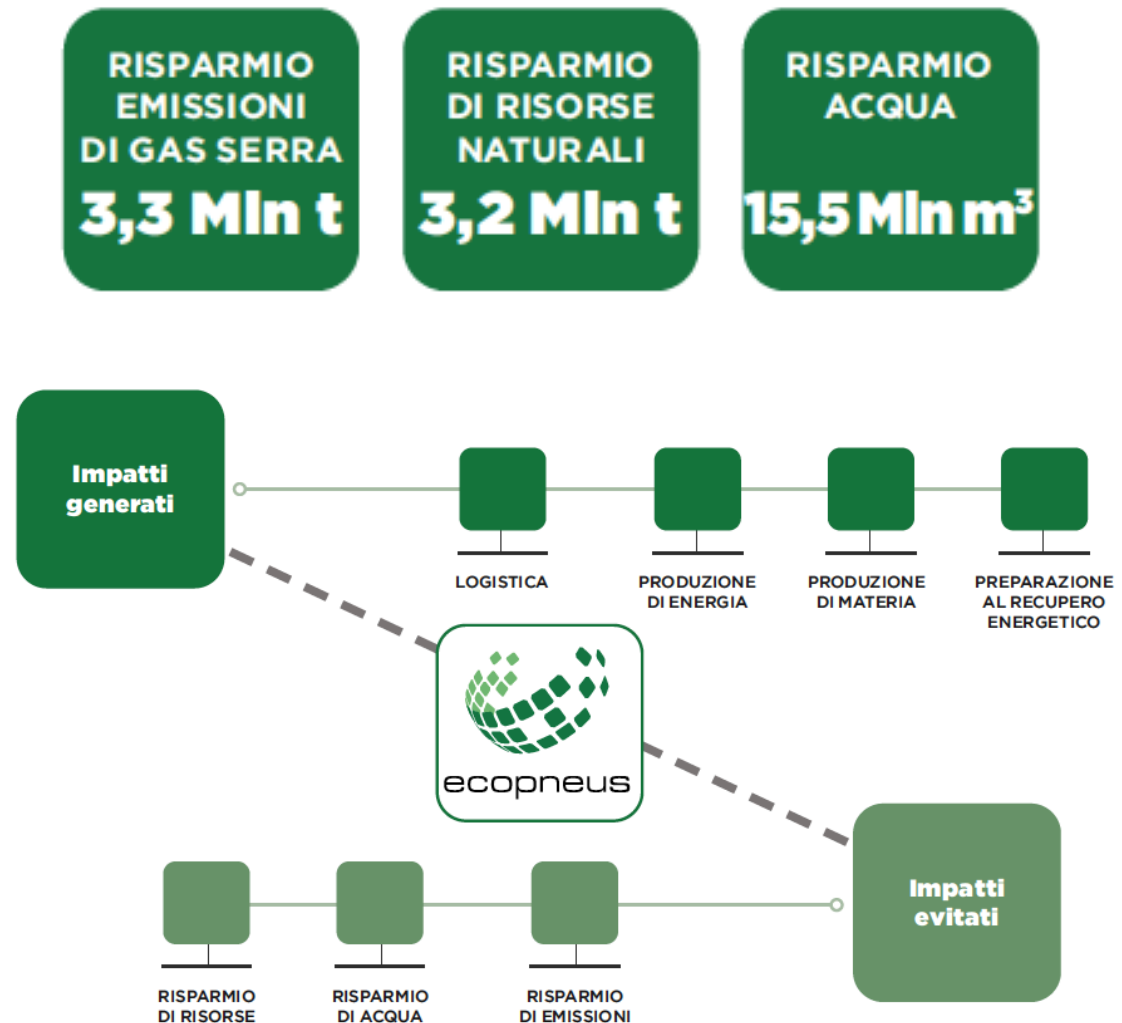 RISPARMIO
EMISSIONI
DI GAS SERRA
3,3 Mln t
RISPARMIO
DI RISORSE
NATURALI
3,2 Mln t
RISPARMIO
ACQUA
15,5 Mln m³
Impatti
generati
LOGISTICA
PRODUZIONE
DI ENERGIA
PRODUZIONE
DI MATERIA
PREPARAZIONE
AL RECUPERO
ENERGETICO
ecopneus
Impatti
evitati
RISPARMIO
DI RISORSE
RISPARMIO
DI ACQUA
RISPARMIO
DI EMISSIONI